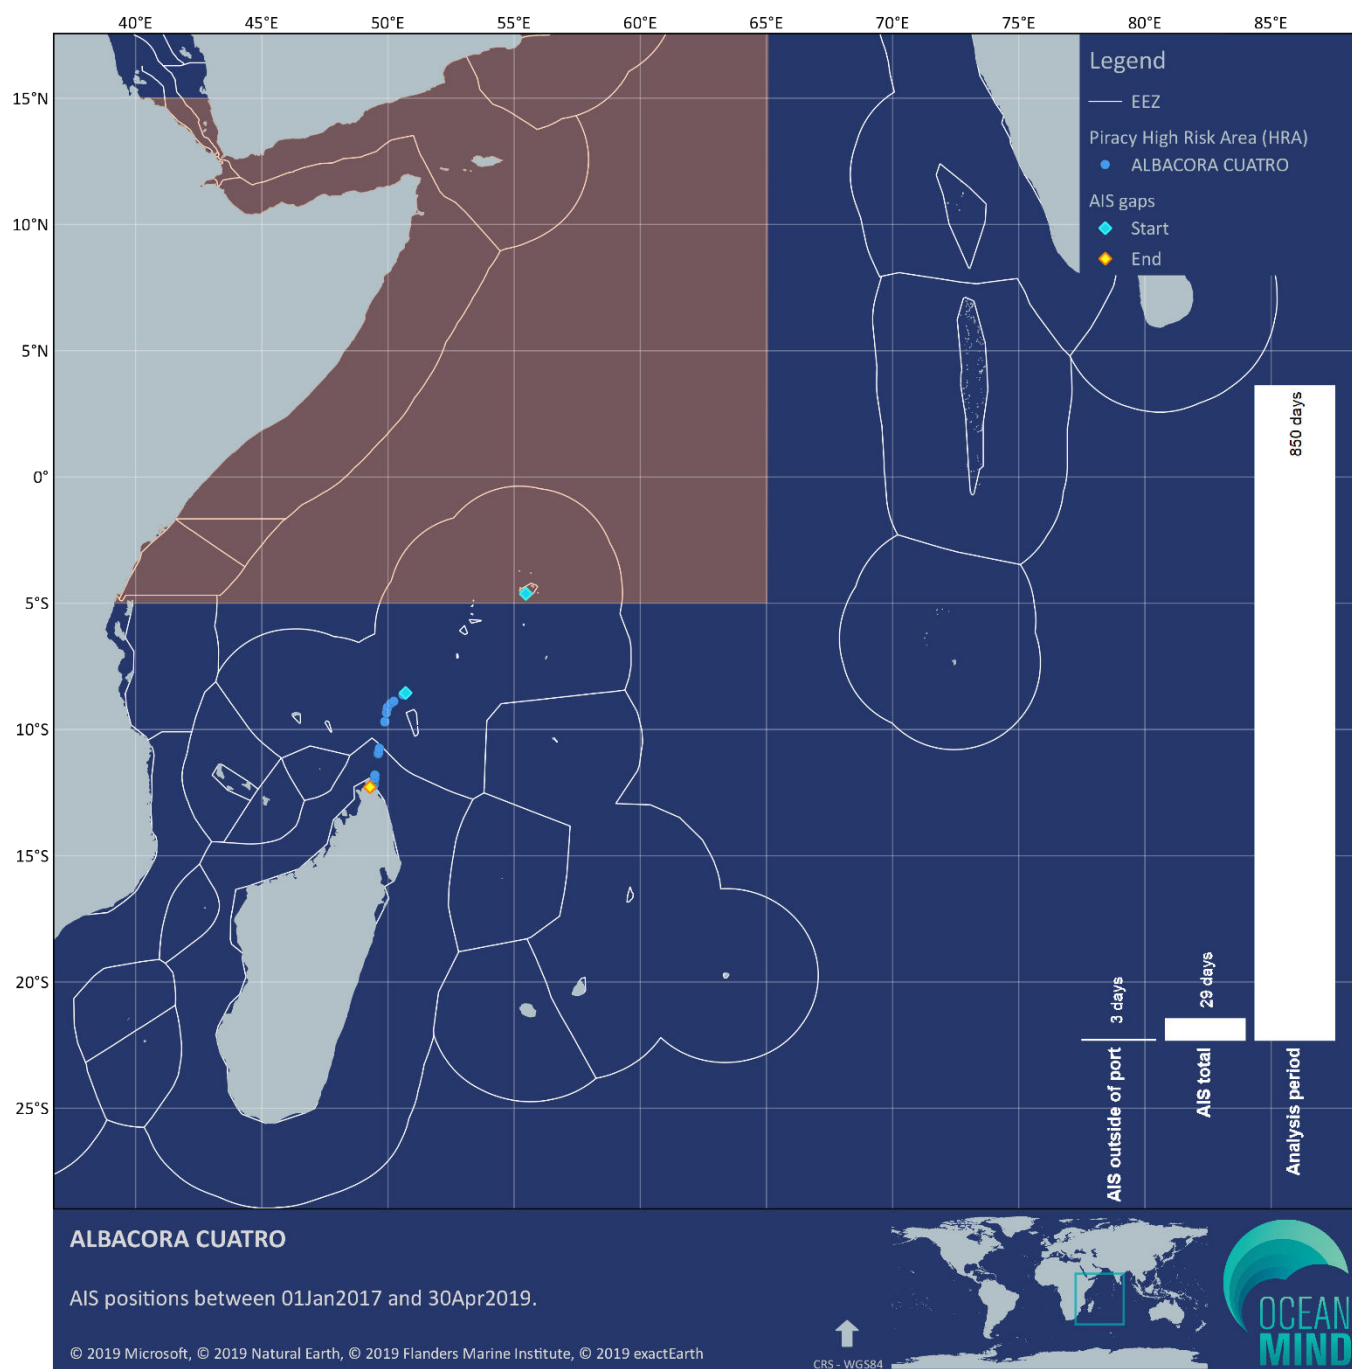 40°E 45°E 50°E 55°E 60°E 65°E 70°E 75°E 80°E 85°E
Legend
EEZ
Piracy High Risk Area (HRA)
ALBACORA CUATRO
AIS gaps
Start
End
15°N
10°N
5°N
0°
5°S
10°S
15°S
20°S
25°S
3 days
29 days
850 days
AIS outside of port
AIS total
Analysis period
ALBACORA CUATRO
AIS positions between 01Jan2017 and 30Apr2019.
© 2019 Microsoft, © 2019 Natural Earth, © 2019 Flanders Marine Institute, © 2019 exactEarth
CRS - WGS84
OCEAN
MIND